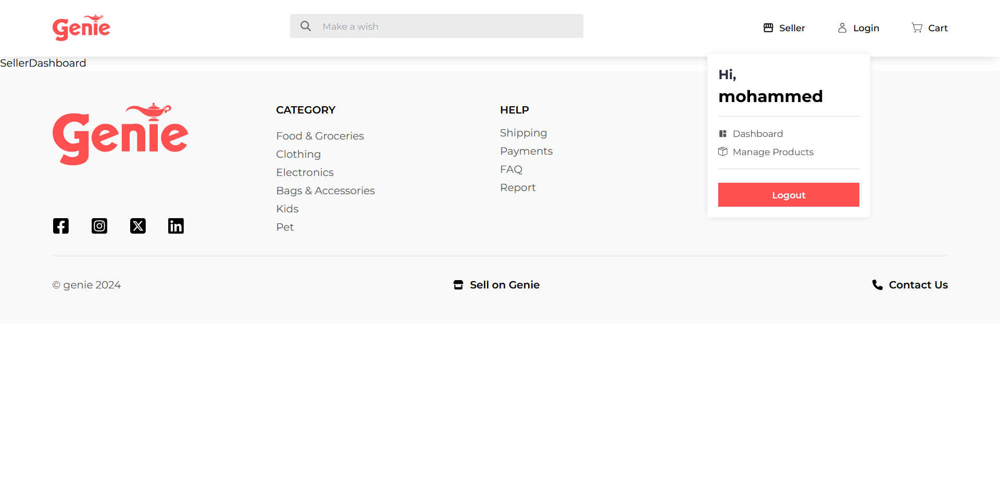 Genie
Make a wish
Seller
Login
Cart
SellerDashboard
Hi,
mohammed
Dashboard
Manage Products
Logout
Genie
CATEGORY
Food & Groceries
Clothing
Electronics
Bags & Accessories
Kids
Pet
HELP
Shipping
Payments
FAQ
Report
© genie 2024
Sell on Genie
Contact Us